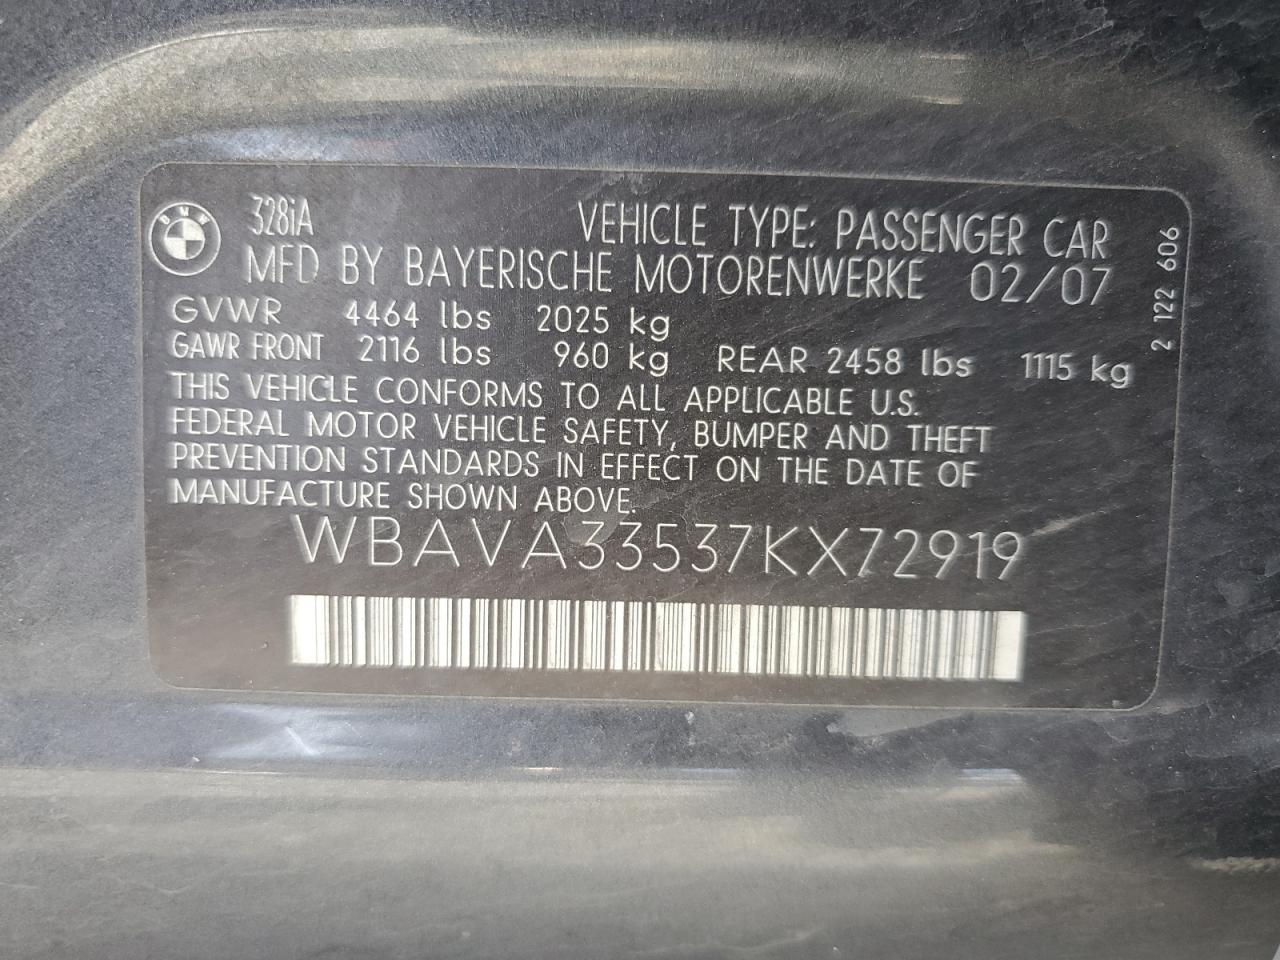 BMW
328iA VEHICLE TYPE: PASSENGER CAR
MFD BY BAYERISCHE MOTORENWERKE 02/07
GVWR 4464 lbs 2025 kg
GAWR FRONT 2116 lbs 960 kg REAR 2458 lbs 1115 kg
THIS VEHICLE CONFORMS TO ALL APPLICABLE U.S.
FEDERAL MOTOR VEHICLE SAFETY, BUMPER AND THEFT
PREVENTION STANDARDS IN EFFECT ON THE DATE OF
MANUFACTURE SHOWN ABOVE.
WBAVA33537KX72919
2 122 606